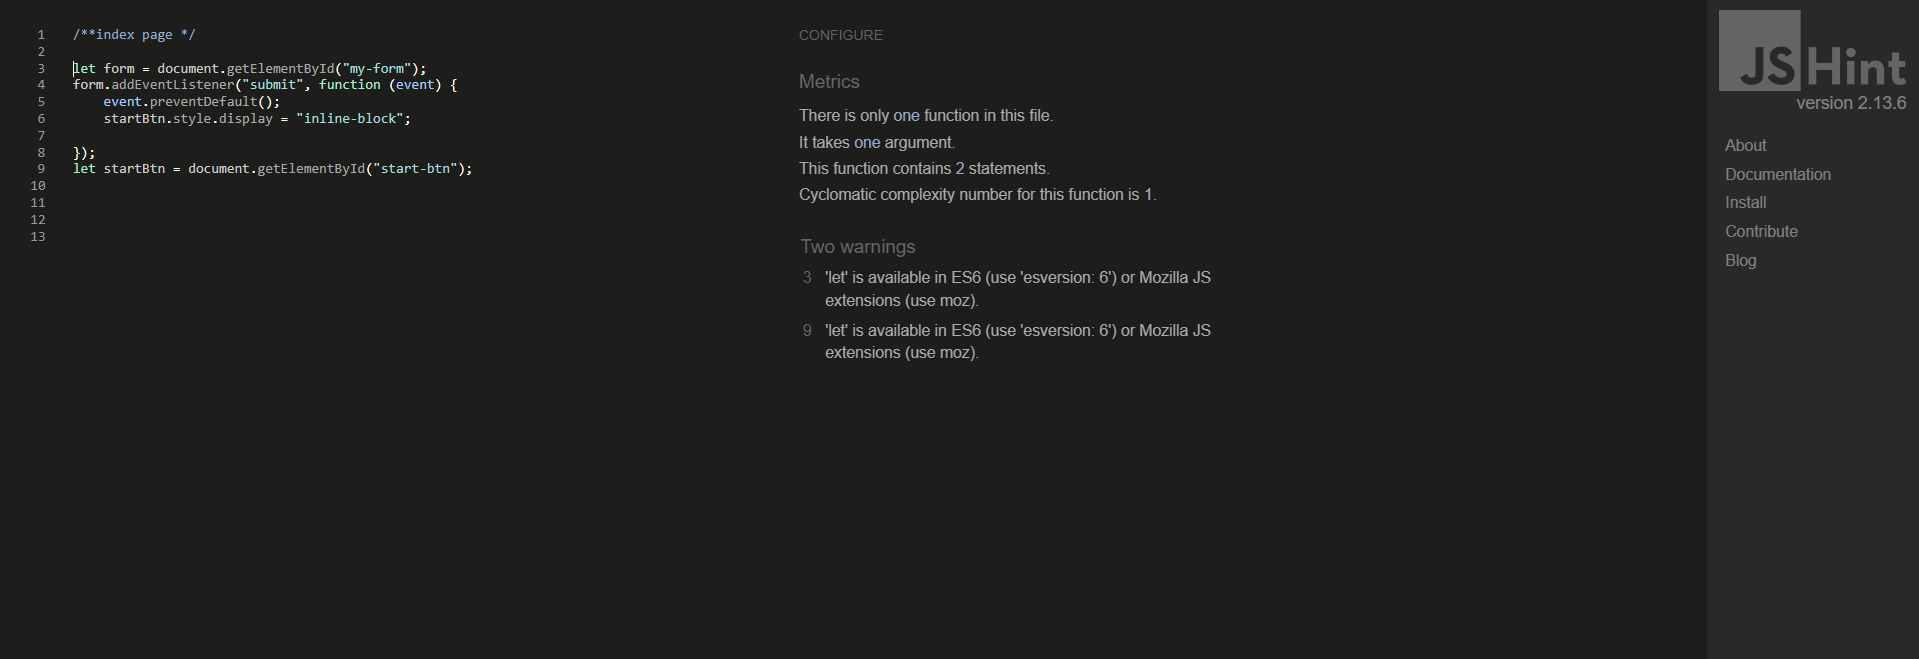 1 /**index page */
2
3 let form = document.getElementById("my-form");
4 form.addEventListener("submit", function (event) {
5 event.preventDefault();
6 startBtn.style.display = "inline-block";
7
8 });
9 let startBtn = document.getElementById("start-btn");
10
11
12
13
CONFIGURE
Metrics
There is only one function in this file.
It takes one argument.
This function contains 2 statements.
Cyclomatic complexity number for this function is 1.
Two warnings
3 'let' is available in ES6 (use 'esversion: 6') or Mozilla JS
extensions (use moz).
9 'let' is available in ES6 (use 'esversion: 6') or Mozilla JS
extensions (use moz).
JSHint
version 2.13.6
About
Documentation
Install
Contribute
Blog